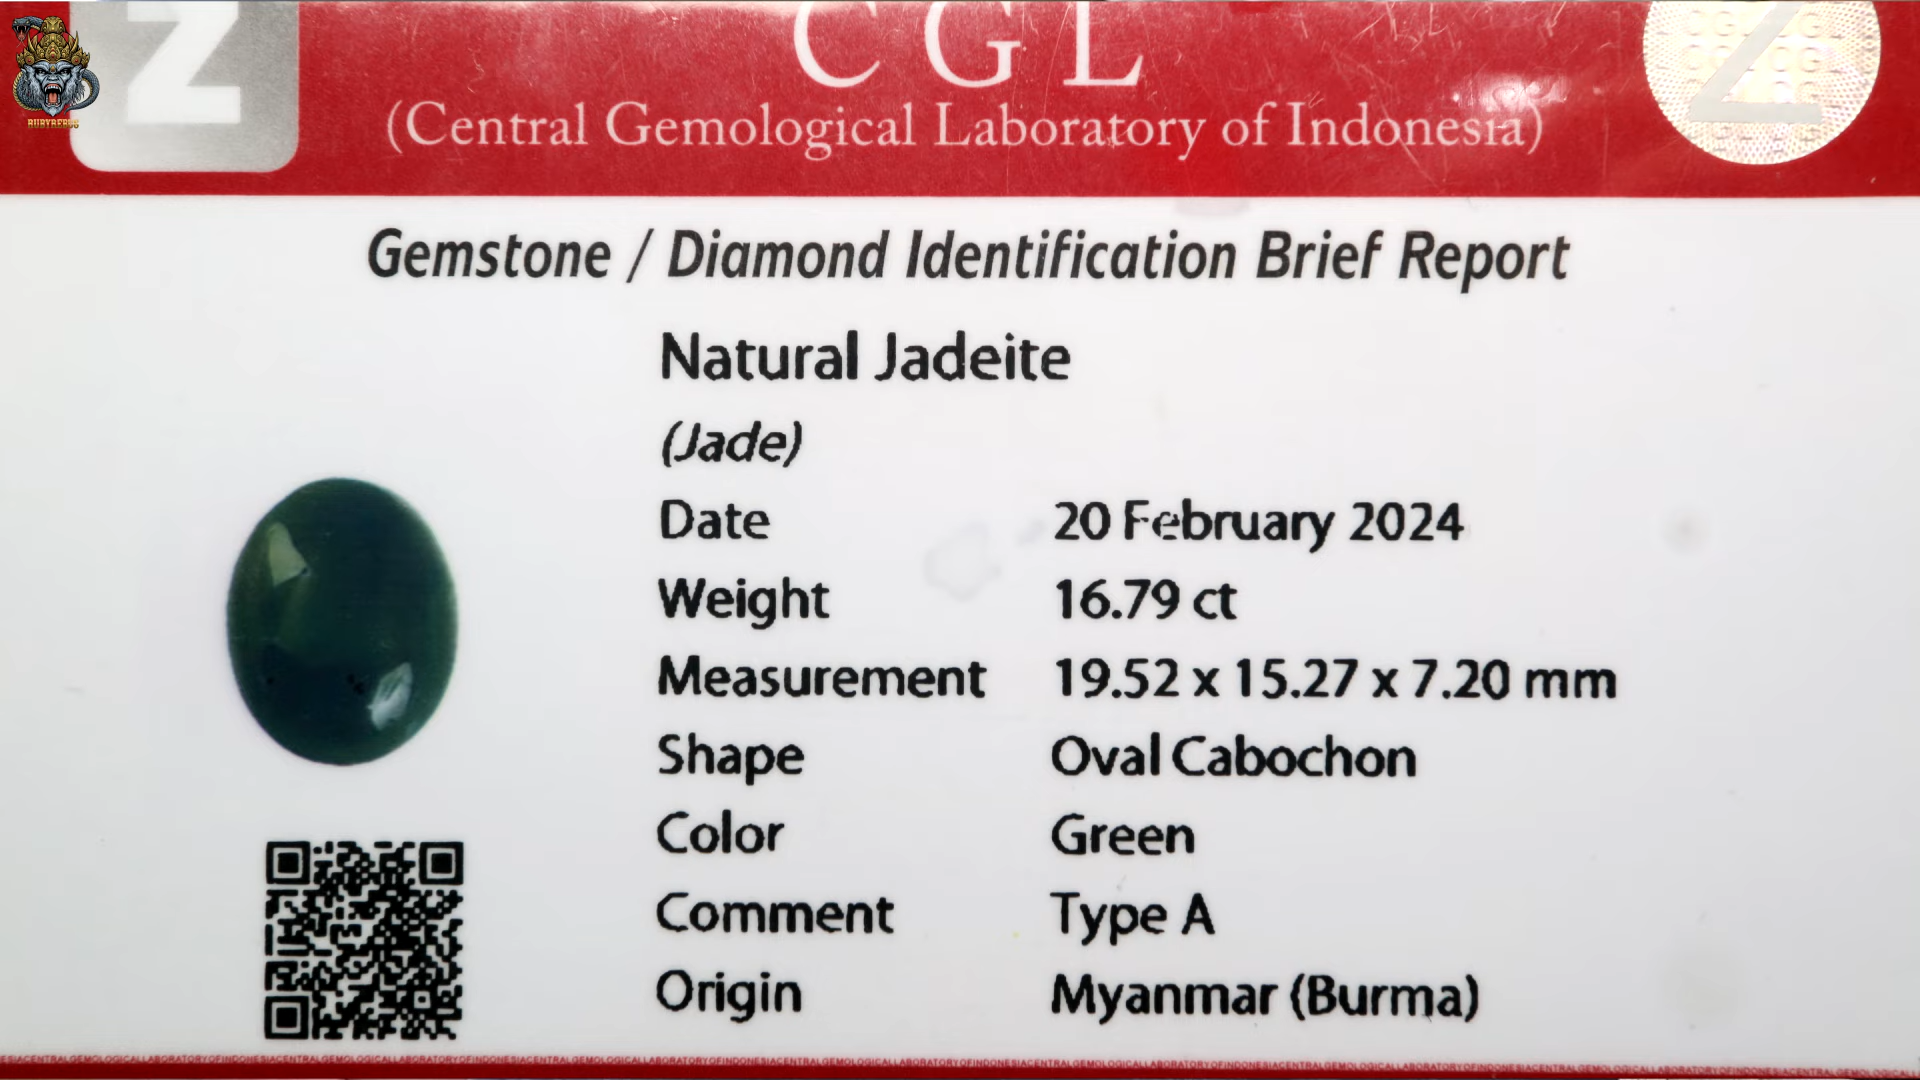 Z
CGL
(Central Gemological Laboratory of Indonesia)
RUBYREBOS
Gemstone / Diamond Identification Brief Report
Natural Jadeite
(Jade)
Date 20 February 2024
Weight 16.79 ct
Measurement 19.52 x 15.27 x 7.20 mm
Shape Oval Cabochon
Color Green
Comment Type A
Origin Myanmar (Burma)